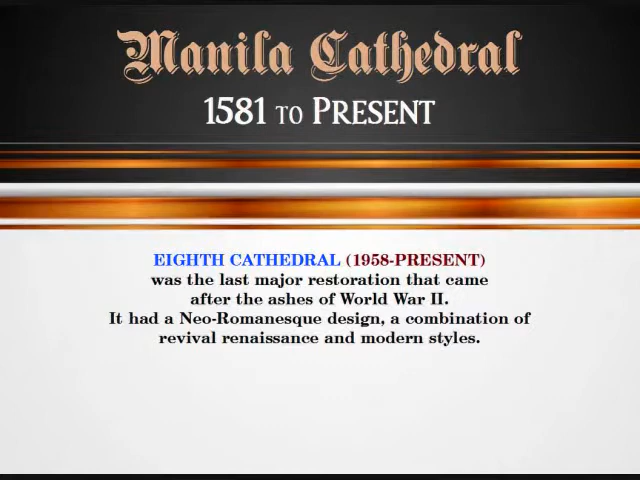 Manila Cathedral
1581 TO PRESENT
EIGHTH CATHEDRAL (1958-PRESENT)
was the last major restoration that came
after the ashes of World War II.
It had a Neo-Romanesque design, a combination of
revival renaissance and modern styles.